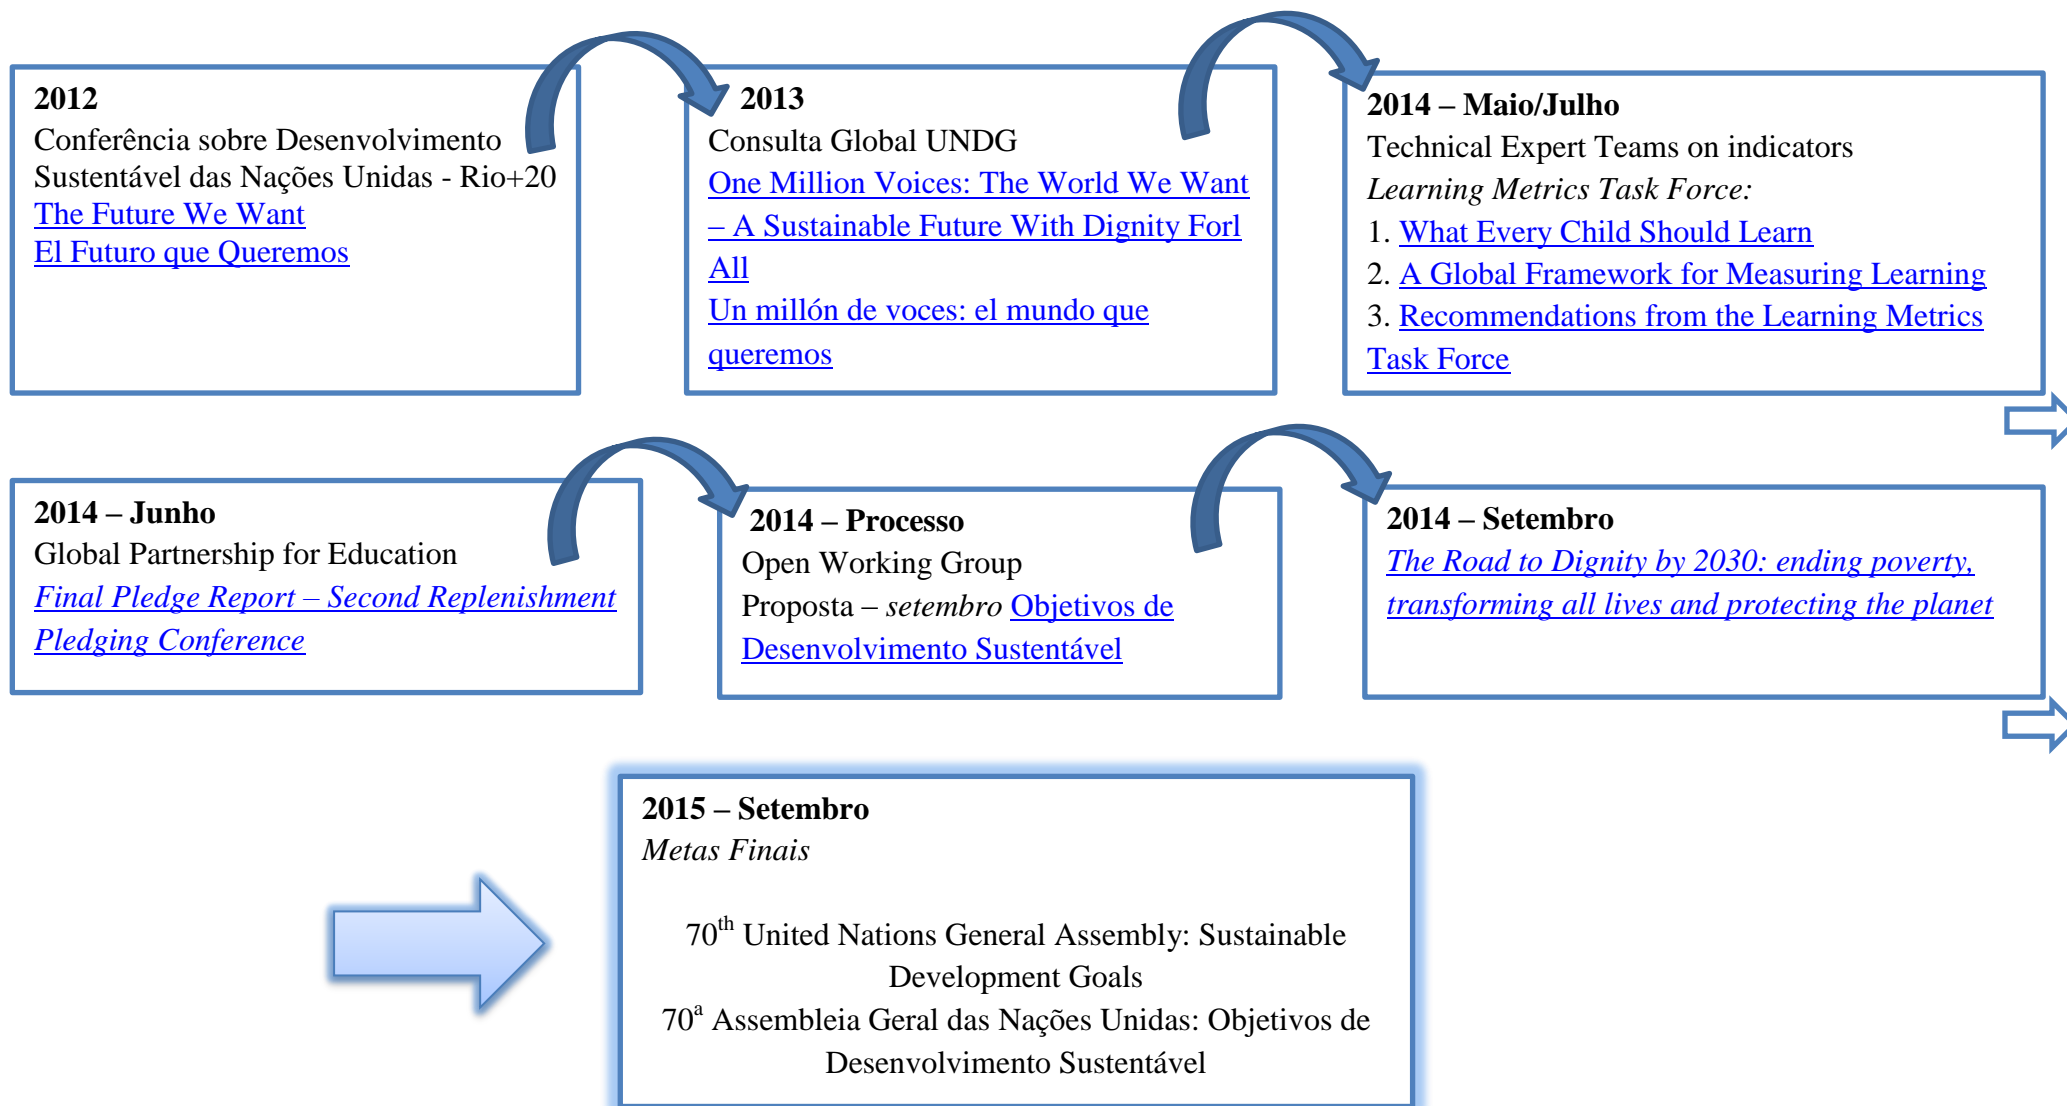 2012
Conferência sobre Desenvolvimento
Sustentável das Nações Unidas - Rio+20
The Future We Want
El Futuro que Queremos
2013
Consulta Global UNDG
One Million Voices: The World We Want
– A Sustainable Future With Dignity Forl
All
Un millón de voces: el mundo que
queremos
2014 – Maio/Julho
Technical Expert Teams on indicators
Learning Metrics Task Force:
1. What Every Child Should Learn
2. A Global Framework for Measuring Learning
3. Recommendations from the Learning Metrics
Task Force
2014 – Junho
Global Partnership for Education
Final Pledge Report – Second Replenishment
Pledging Conference
2014 – Processo
Open Working Group
Proposta – setembro Objetivos de
Desenvolvimento Sustentável
2014 – Setembro
The Road to Dignity by 2030: ending poverty,
transforming all lives and protecting the planet
2015 – Setembro
Metas Finais
70th United Nations General Assembly: Sustainable
Development Goals
70ª Assembleia Geral das Nações Unidas: Objetivos de
Desenvolvimento Sustentável